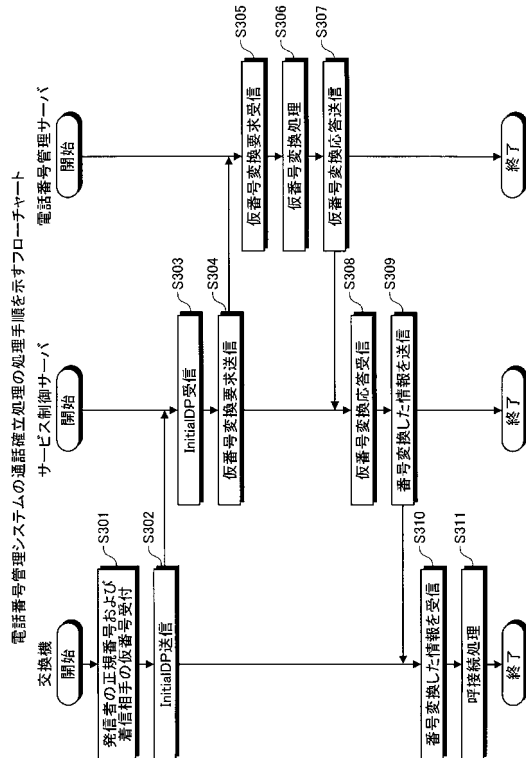 電話番号管理システムの通話確立処理の処理手順を示すフローチャート
交換機
開始
発信者の正規番号および
着信相手の仮番号受付
S301
InitialDP送信
S302
番号変換した情報を受信
S310
呼接続処理
S311
終了
サービス制御サーバ
開始
InitialDP受信
S303
仮番号変換要求送信
S304
仮番号変換応答受信
S308
番号変換した情報を送信
S309
終了
電話番号管理サーバ
開始
仮番号変換要求受信
S305
仮番号変換処理
S306
仮番号変換応答送信
S307
終了